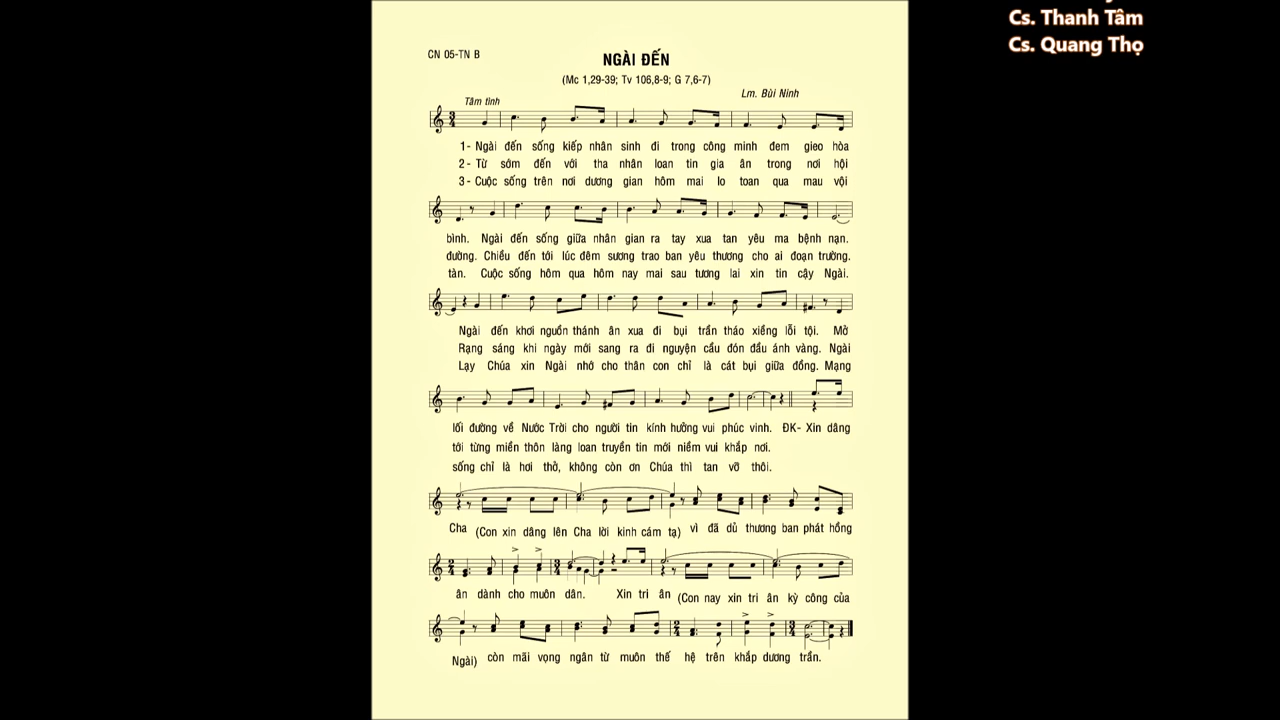 Cs. Thanh Tâm
Cs. Quang Thọ
CN 05-TN B
NGÀI ĐẾN
(Mc 1,29-39; Tv 106,8-9; G 7,6-7)
Lm. Bùi Ninh
Tâm tình
1- Ngài đến sống kiếp nhân sinh đi trong công minh đem gieo hòa
2- Từ sớm đến với tha nhân loan tin gia ân trong nơi hội
3- Cuộc sống trên nơi dương gian hôm mai lo toan qua mau vội
bình. Ngài đến sống giữa nhân gian ra tay xua tan yêu ma bệnh nạn.
đường. Chiều đến tới lúc đêm sương trao ban yêu thương cho ai đoạn trường.
tàn. Cuộc sống hôm qua hôm nay mai sau tương lai xin tin cậy Ngài.
Ngài đến khơi nguồn thánh ân xua đi bụi trần tháo xiềng lỗi tội. Mở
Rạng sáng khi ngày mới sang ra đi nguyện cầu đón đầu ánh vàng. Ngài
Lạy Chúa xin Ngài nhớ cho thân con chỉ là cát bụi giữa đồng. Mạng
lối đường về Nước Trời cho người tin kính hưởng vui phúc vinh. ĐK- Xin dâng
tới từng miền thôn làng loan truyền tin mới niềm vui khắp nơi.
sống chỉ là hơi thở, không còn ơn Chúa thì tan vỡ thôi.
Cha (Con xin dâng lên Cha lời kinh cám tạ) vì đã dủ thương ban phát hồng
ân dành cho muôn dân. Xin tri ân (Con nay xin tri ân kỳ công của
Ngài) còn mãi vọng ngân từ muôn thế hệ trên khắp dương trần.